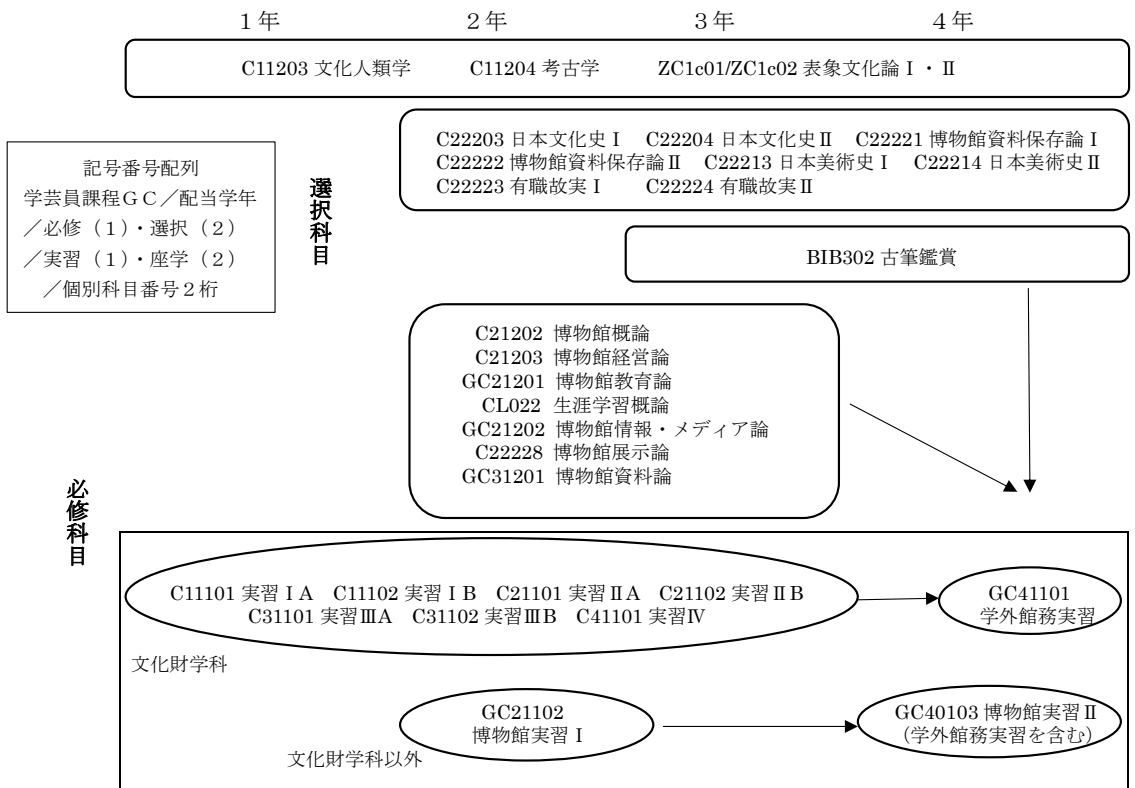 1年 2年 3年 4年
C11203 文化人類学 C11204 考古学 ZC1c01/ZC1c02 表象文化論Ⅰ・Ⅱ
C22203 日本文化史Ⅰ C22204 日本文化史Ⅱ C22221 博物館資料保存論Ⅰ
C22222 博物館資料保存論Ⅱ C22213 日本美術史Ⅰ C22214 日本美術史Ⅱ
C22223 有職故実Ⅰ C22224 有職故実Ⅱ
記号番号配列
学芸員課程GC/配当学年
/必修(1)・選択(2)
/実習(1)・座学(2)
/個別科目番号2桁
選択科目
BIB302 古筆鑑賞
C21202 博物館概論
C21203 博物館経営論
GC21201 博物館教育論
CL022 生涯学習概論
GC21202 博物館情報・メディア論
C22228 博物館展示論
GC31201 博物館資料論
必修科目
C11101 実習ⅠA C11102 実習ⅠB C21101 実習ⅡA C21102 実習ⅡB
C31101 実習ⅢA C31102 実習ⅢB C41101 実習Ⅳ
GC41101
学外館務実習
文化財学科
GC21102
博物館実習Ⅰ
GC40103 博物館実習Ⅱ
(学外館務実習を含む)
文化財学科以外